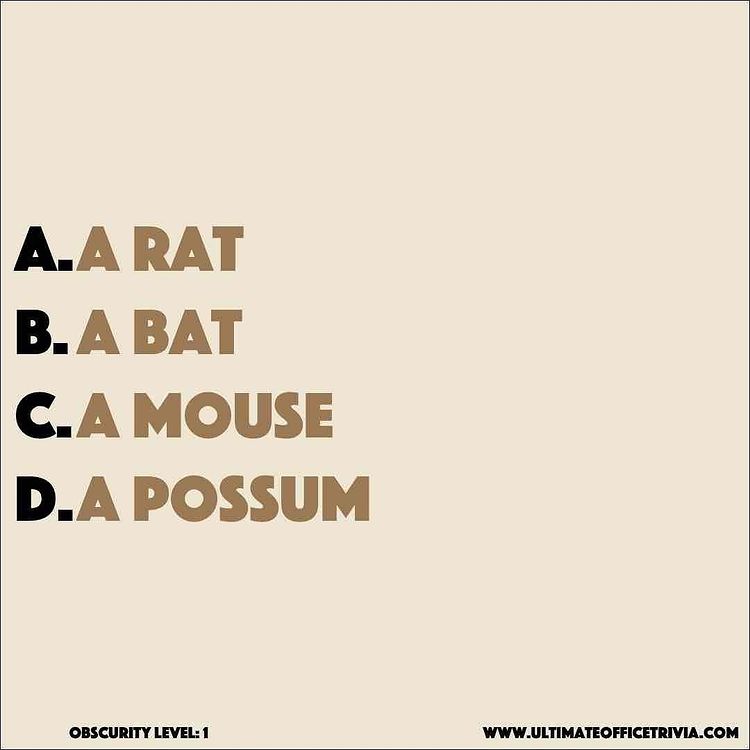 A. A RAT
B. A BAT
C. A MOUSE
D. A POSSUM
OBSCURITY LEVEL: 1
WWW.ULTIMATEOFFICETRIVIA.COM